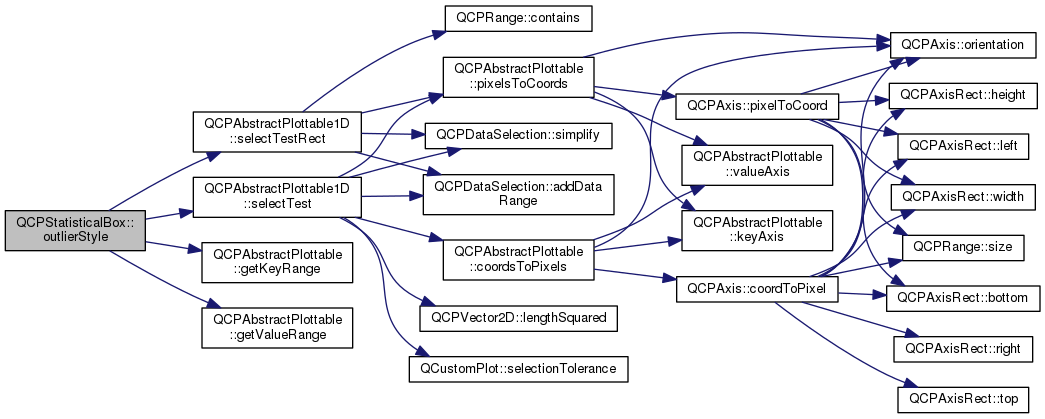 QCPStatisticalBox::
outlierStyle
QCPAbstractPlottable1D
::selectTestRect
QCPAbstractPlottable1D
::selectTest
QCPAbstractPlottable
::getKeyRange
QCPAbstractPlottable
::getValueRange
QCPRange::contains
QCPAbstractPlottable
::pixelsToCoords
QCPDataSelection::simplify
QCPDataSelection::addData
Range
QCPAbstractPlottable
::coordsToPixels
QCPVector2D::lengthSquared
QCustomPlot::selectionTolerance
QCPAxis::pixelToCoord
QCPAbstractPlottable
::valueAxis
QCPAbstractPlottable
::keyAxis
QCPAxis::coordToPixel
QCPAxis::orientation
QCPAxisRect::height
QCPAxisRect::left
QCPAxisRect::width
QCPRange::size
QCPAxisRect::bottom
QCPAxisRect::right
QCPAxisRect::top